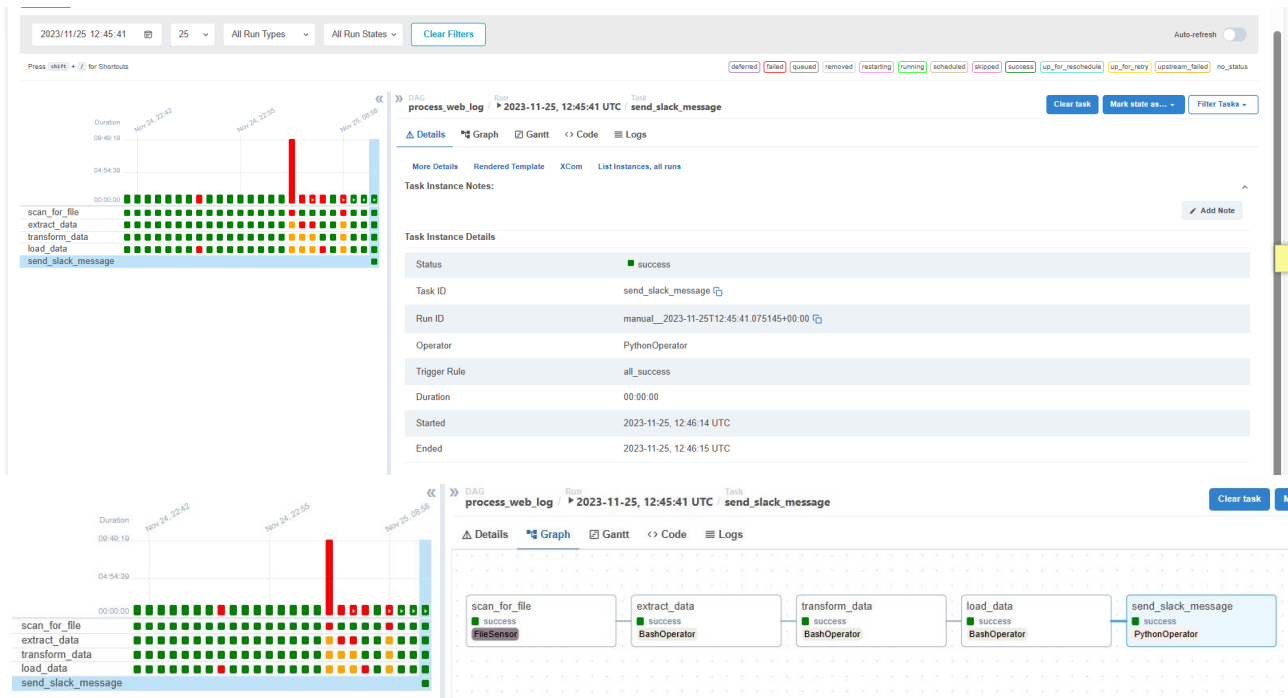 2023/11/25 12:45:41 25 All Run Types All Run States Clear Filters Auto-refresh
Press shift + / for Shortcuts deferred failed queued removed restarting running scheduled skipped success up_for_reschedule up_for_retry upstream_failed no_status
DAG Run Task
process_web_log / 2023-11-25, 12:45:41 UTC / send_slack_message
Clear task Mark state as... Filter Tasks
Nov 24, 22:42 Nov 24, 22:55 Nov 25, 08:58
Duration
09:49:19
04:54:39
00:00:00
scan_for_file
extract_data
transform_data
load_data
send_slack_message
Details Graph Gantt <> Code Logs
More Details Rendered Template XCom List Instances, all runs
Task Instance Notes:
Add Note
Task Instance Details
Status success
Task ID send_slack_message
Run ID manual__2023-11-25T12:45:41.075145+00:00
Operator PythonOperator
Trigger Rule all_success
Duration 00:00:00
Started 2023-11-25, 12:46:14 UTC
Ended 2023-11-25, 12:46:15 UTC
DAG Run Task
process_web_log / 2023-11-25, 12:45:41 UTC / send_slack_message
Clear task M
Nov 24, 22:42 Nov 24, 22:55 Nov 25, 08:58
Duration
09:49:19
04:54:39
00:00:00
scan_for_file
extract_data
transform_data
load_data
send_slack_message
Details Graph Gantt <> Code Logs
scan_for_file
success
FileSensor
extract_data
success
BashOperator
transform_data
success
BashOperator
load_data
success
BashOperator
send_slack_message
success
PythonOperator